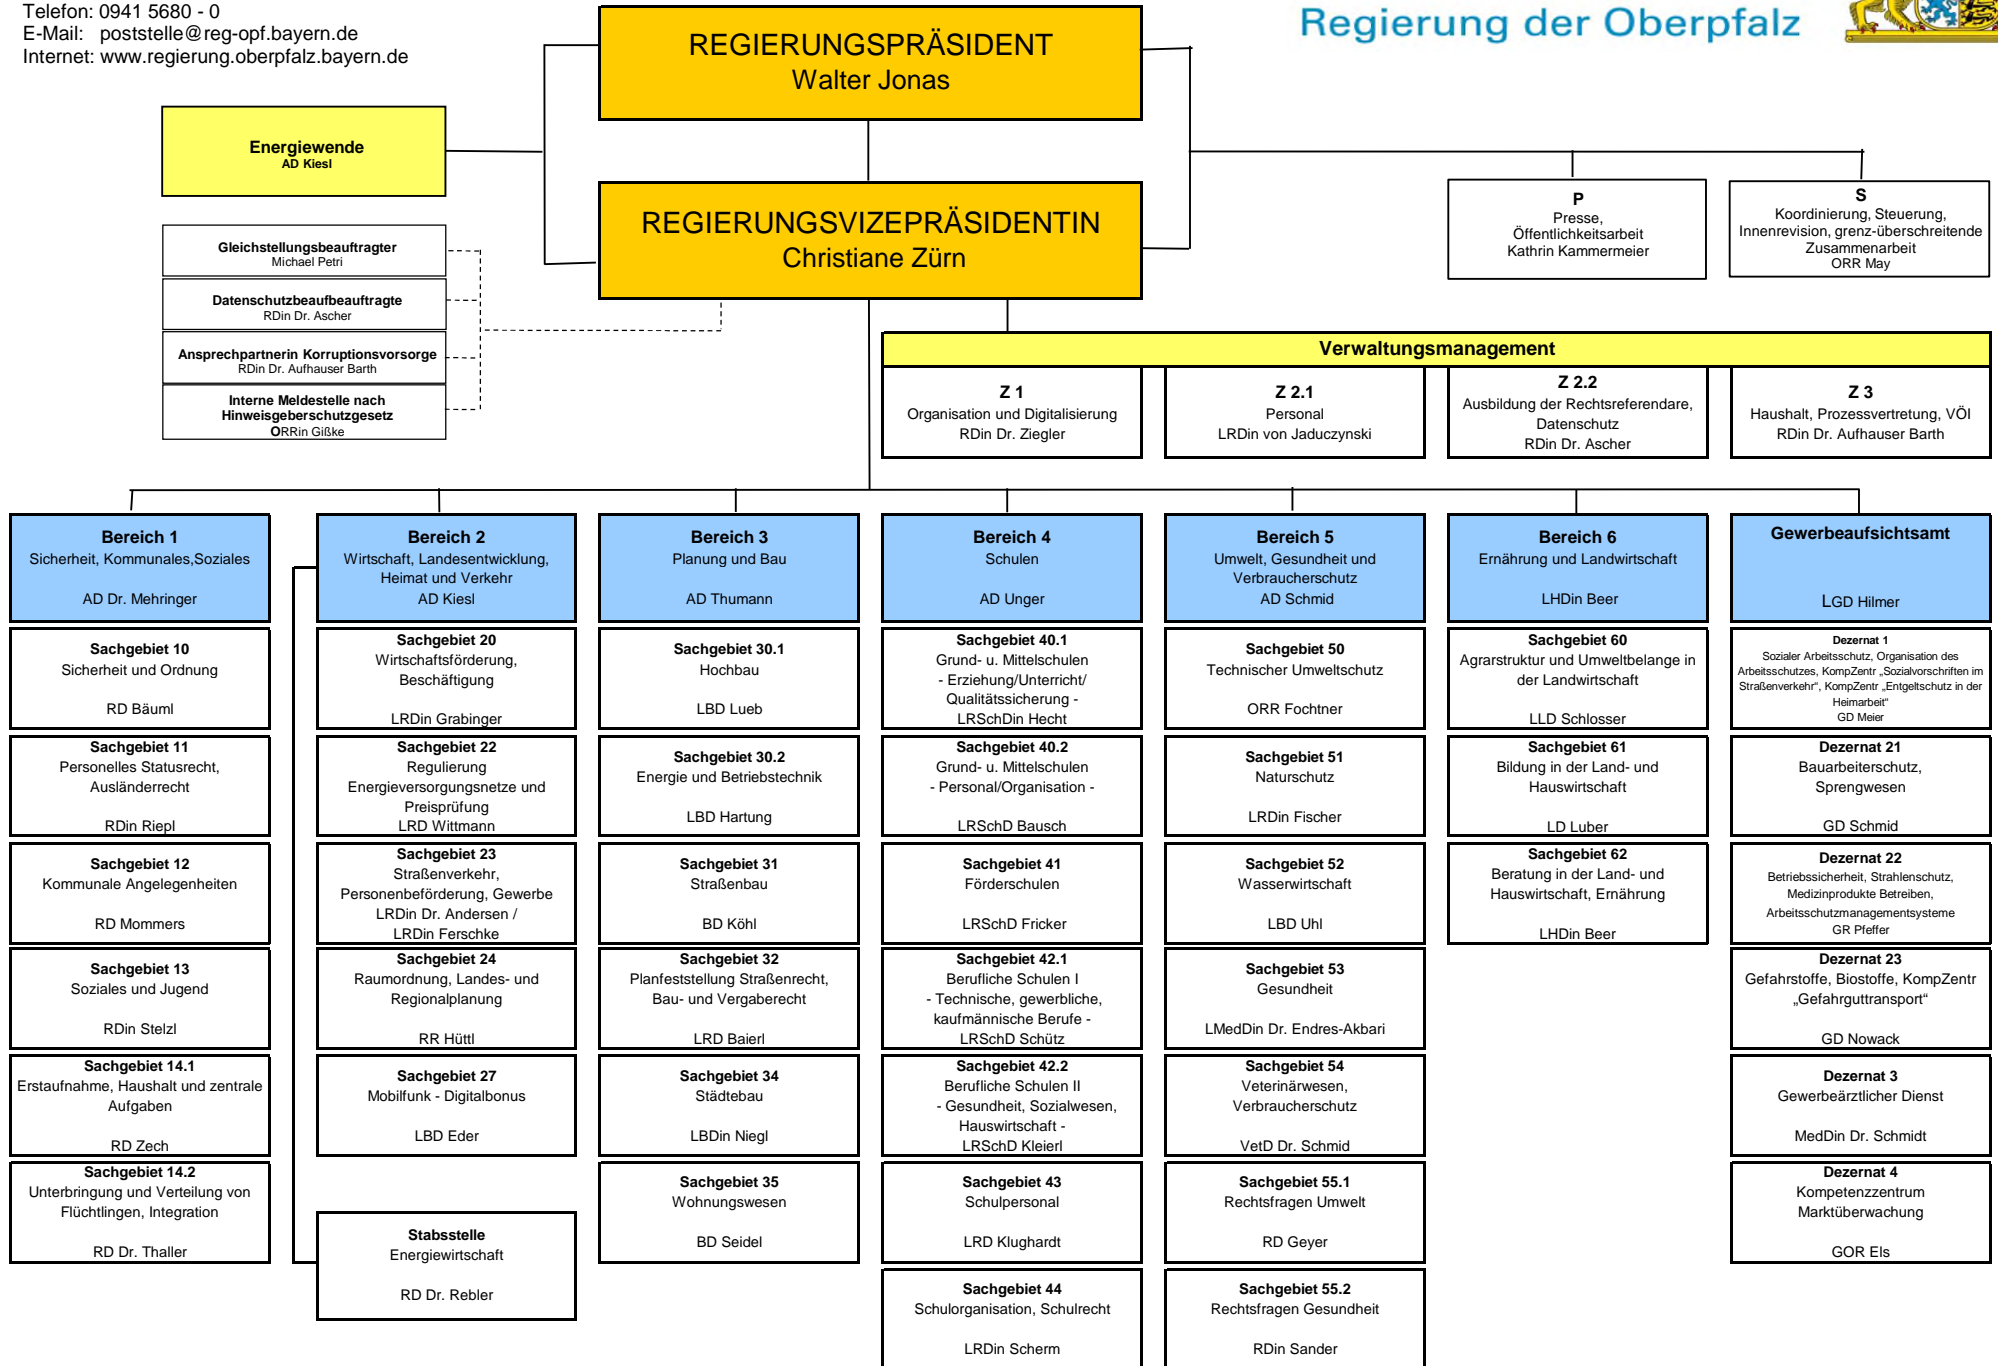 Telefon: 0941 5680 - 0
E-Mail: poststelle@reg-opf.bayern.de
Internet: www.regierung.oberpfalz.bayern.de
Regierung der Oberpfalz
REGIERUNGSPRÄSIDENT
Walter Jonas
Energiewende
AD Kiesl
REGIERUNGSVIZEPRÄSIDENTIN
Christiane Zürn
P
Presse,
Öffentlichkeitsarbeit
Kathrin Kammermeier
S
Koordinierung, Steuerung,
Innenrevision, grenz-überschreitende
Zusammenarbeit
ORR May
Gleichstellungsbeauftragter
Michael Petri
Datenschutzbeaufbeauftragte
RDin Dr. Ascher
Ansprechpartnerin Korruptionsvorsorge
RDin Dr. Aufhauser Barth
Interne Meldestelle nach
Hinweisgeberschutzgesetz
ORRin Gißke
Verwaltungsmanagement
Z 1
Organisation und Digitalisierung
RDin Dr. Ziegler
Z 2.1
Personal
LRDin von Jaduczynski
Z 2.2
Ausbildung der Rechtsreferendare,
Datenschutz
RDin Dr. Ascher
Z 3
Haushalt, Prozessvertretung, VÖI
RDin Dr. Aufhauser Barth
Bereich 1
Sicherheit, Kommunales,Soziales
AD Dr. Mehringer
Sachgebiet 10
Sicherheit und Ordnung
RD Bäuml
Sachgebiet 11
Personelles Statusrecht,
Ausländerrecht
RDin Riepl
Sachgebiet 12
Kommunale Angelegenheiten
RD Mommers
Sachgebiet 13
Soziales und Jugend
RDin Stelzl
Sachgebiet 14.1
Erstaufnahme, Haushalt und zentrale
Aufgaben
RD Zech
Sachgebiet 14.2
Unterbringung und Verteilung von
Flüchtlingen, Integration
RD Dr. Thaller
Bereich 2
Wirtschaft, Landesentwicklung,
Heimat und Verkehr
AD Kiesl
Sachgebiet 20
Wirtschaftsförderung,
Beschäftigung
LRDin Grabinger
Sachgebiet 22
Regulierung
Energieversorgungsnetze und
Preisprüfung
LRD Wittmann
Sachgebiet 23
Straßenverkehr,
Personenbeförderung, Gewerbe
LRDin Dr. Andersen /
LRDin Ferschke
Sachgebiet 24
Raumordnung, Landes- und
Regionalplanung
RR Hüttl
Sachgebiet 27
Mobilfunk - Digitalbonus
LBD Eder
Stabsstelle
Energiewirtschaft
RD Dr. Rebler
Bereich 3
Planung und Bau
AD Thumann
Sachgebiet 30.1
Hochbau
LBD Lueb
Sachgebiet 30.2
Energie und Betriebstechnik
LBD Hartung
Sachgebiet 31
Straßenbau
BD Köhl
Sachgebiet 32
Planfeststellung Straßenrecht,
Bau- und Vergaberecht
LRD Baierl
Sachgebiet 34
Städtebau
LBDin Niegl
Sachgebiet 35
Wohnungswesen
BD Seidel
Bereich 4
Schulen
AD Unger
Sachgebiet 40.1
Grund- u. Mittelschulen
- Erziehung/Unterricht/
Qualitätssicherung -
LRSchDin Hecht
Sachgebiet 40.2
Grund- u. Mittelschulen
- Personal/Organisation -
LRSchD Bausch
Sachgebiet 41
Förderschulen
LRSchD Fricker
Sachgebiet 42.1
Berufliche Schulen I
- Technische, gewerbliche,
kaufmännische Berufe -
LRSchD Schütz
Sachgebiet 42.2
Berufliche Schulen II
- Gesundheit, Sozialwesen,
Hauswirtschaft -
LRSchD Kleierl
Sachgebiet 43
Schulpersonal
LRD Klughardt
Sachgebiet 44
Schulorganisation, Schulrecht
LRDin Scherm
Bereich 5
Umwelt, Gesundheit und
Verbraucherschutz
AD Schmid
Sachgebiet 50
Technischer Umweltschutz
ORR Fochtner
Sachgebiet 51
Naturschutz
LRDin Fischer
Sachgebiet 52
Wasserwirtschaft
LBD Uhl
Sachgebiet 53
Gesundheit
LMedDin Dr. Endres-Akbari
Sachgebiet 54
Veterinärwesen,
Verbraucherschutz
VetD Dr. Schmid
Sachgebiet 55.1
Rechtsfragen Umwelt
RD Geyer
Sachgebiet 55.2
Rechtsfragen Gesundheit
RDin Sander
Bereich 6
Ernährung und Landwirtschaft
LHDin Beer
Sachgebiet 60
Agrarstruktur und Umweltbelange in
der Landwirtschaft
LLD Schlosser
Sachgebiet 61
Bildung in der Land- und
Hauswirtschaft
LD Luber
Sachgebiet 62
Beratung in der Land- und
Hauswirtschaft, Ernährung
LHDin Beer
Gewerbeaufsichtsamt
LGD Hilmer
Dezernat 1
Sozialer Arbeitsschutz, Organisation des
Arbeitsschutzes, KompZentr „Sozialvorschriften im
Straßenverkehr“, KompZentr „Entgeltschutz in der
Heimarbeit“
GD Meier
Dezernat 21
Bauarbeiterschutz,
Sprengwesen
GD Schmid
Dezernat 22
Betriebssicherheit, Strahlenschutz,
Medizinprodukte Betreiben,
Arbeitsschutzmanagementsysteme
GR Pfeffer
Dezernat 23
Gefahrstoffe, Biostoffe, KompZentr
„Gefahrguttransport“
GD Nowack
Dezernat 3
Gewerbeärztlicher Dienst
MedDin Dr. Schmidt
Dezernat 4
Kompetenzzentrum
Marktüberwachung
GOR Els